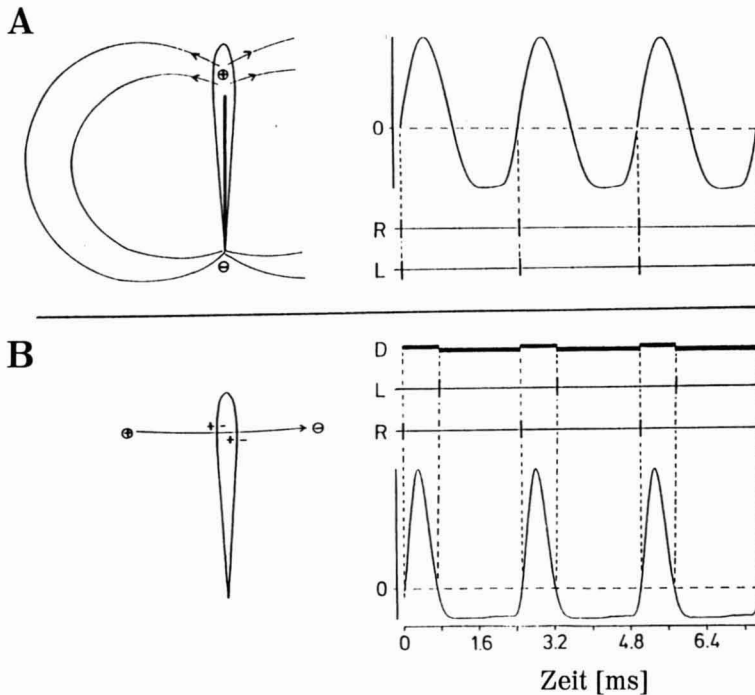 A
⊕
0
R
L
⊖
B
D
L
R
⊕ + - ⊖
+ -
0
0 1.6 3.2 4.8 6.4
Zeit [ms]